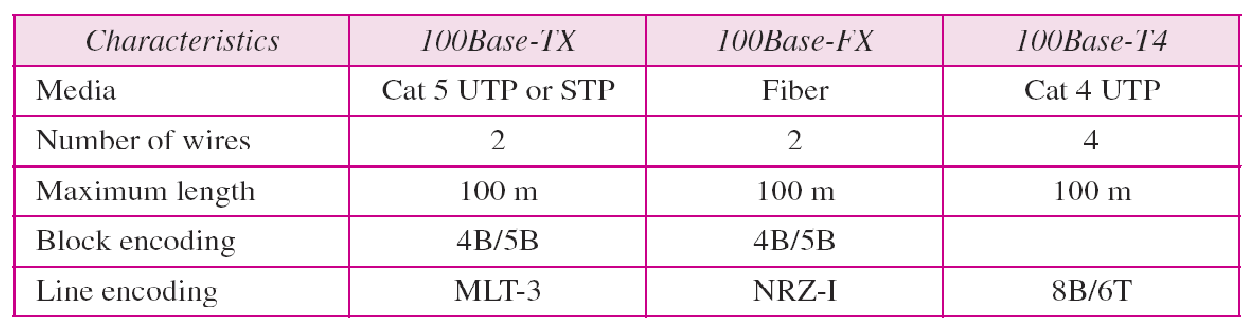 Characteristics 100Base-TX 100Base-FX 100Base-T4
Media Cat 5 UTP or STP Fiber Cat 4 UTP
Number of wires 2 2 4
Maximum length 100 m 100 m 100 m
Block encoding 4B/5B 4B/5B
Line encoding MLT-3 NRZ-I 8B/6T